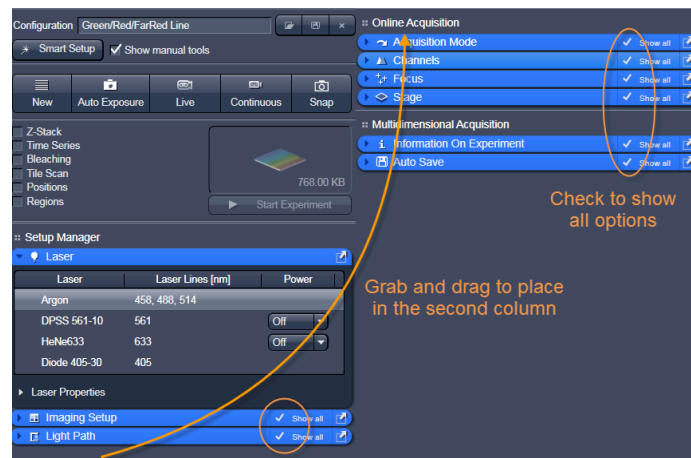 Configuration Green/Red/FarRed Line
Smart Setup Show manual tools
New Auto Exposure Live Continuous Snap
Z-Stack
Time Series
Bleaching
Tile Scan
Positions
Regions
768.00 KB
Start Experiment
Setup Manager
Laser
Laser Laser Lines [nm] Power
Argon 458, 488, 514
DPSS 561-10 561 Off
HeNe633 633 Off
Diode 405-30 405
Laser Properties
Imaging Setup Show all
Light Path Show all
Online Acquisition
Acquisition Mode Show all
Channels Show all
Focus Show all
Stage Show all
Multidimensional Acquisition
Information On Experiment Show all
Auto Save Show all
Check to show
all options
Grab and drag to place
in the second column